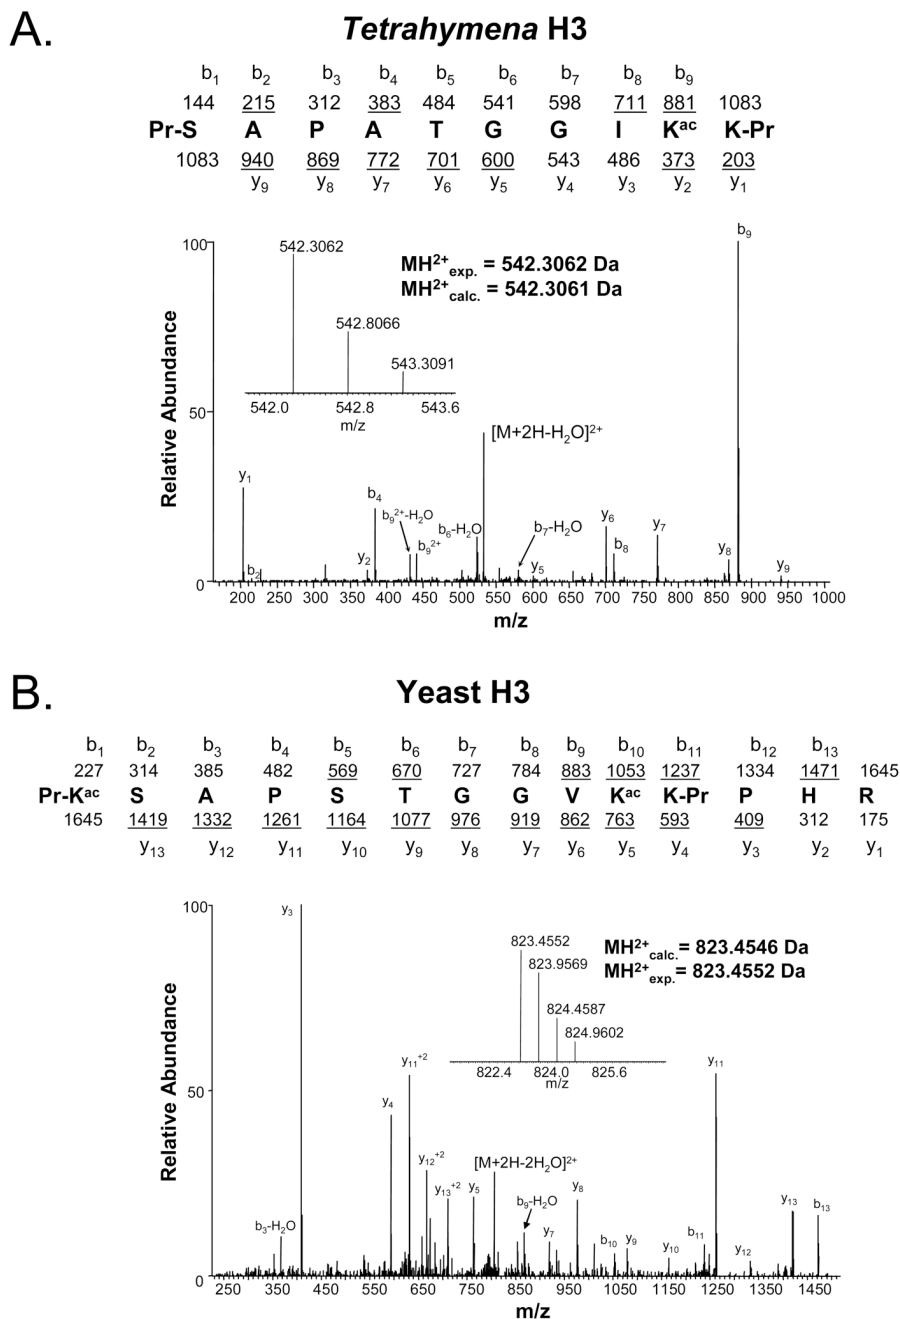 A.
Tetrahymena H3
b1 b2 b3 b4 b5 b6 b7 b8 b9
144 215 312 383 484 541 598 711 881 1083
Pr-S A P A T G G I Kac K-Pr
1083 940 869 772 701 600 543 486 373 203
y9 y8 y7 y6 y5 y4 y3 y2 y1
b9
100
542.3062
MH2+exp. = 542.3062 Da
MH2+calc. = 542.3061 Da
542.8066
543.3091
542.0 542.8 543.6
m/z
50
[M+2H-H2O]2+
Relative Abundance
y1
b4
b92+-H2O
b6-H2O
b7-H2O
y6
y7
y2
b92+
b8
y8
b2
y5
y9
0
200 250 300 350 400 450 500 550 600 650 700 750 800 850 900 950 1000
m/z
B.
Yeast H3
b1 b2 b3 b4 b5 b6 b7 b8 b9 b10 b11 b12 b13
227 314 385 482 569 670 727 784 883 1053 1237 1334 1471 1645
Pr-Kac S A P S T G G V Kac K-Pr P H R
1645 1419 1332 1261 1164 1077 976 919 862 763 593 409 312 175
y13 y12 y11 y10 y9 y8 y7 y6 y5 y4 y3 y2 y1
100
y3
823.4552
MH2+calc. = 823.4546 Da
823.9569
MH2+exp. = 823.4552 Da
824.4587
824.9602
822.4 824.0 825.6
m/z
y11+2
y11
50
y4
Relative Abundance
y12+2
[M+2H-2H2O]2+
y13+2
y5
b9-H2O
y8
y13
b13
b3-H2O
y7
b10
y9
y10
b11
y12
0
250 350 450 550 650 750 850 950 1050 1150 1250 1350 1450
m/z